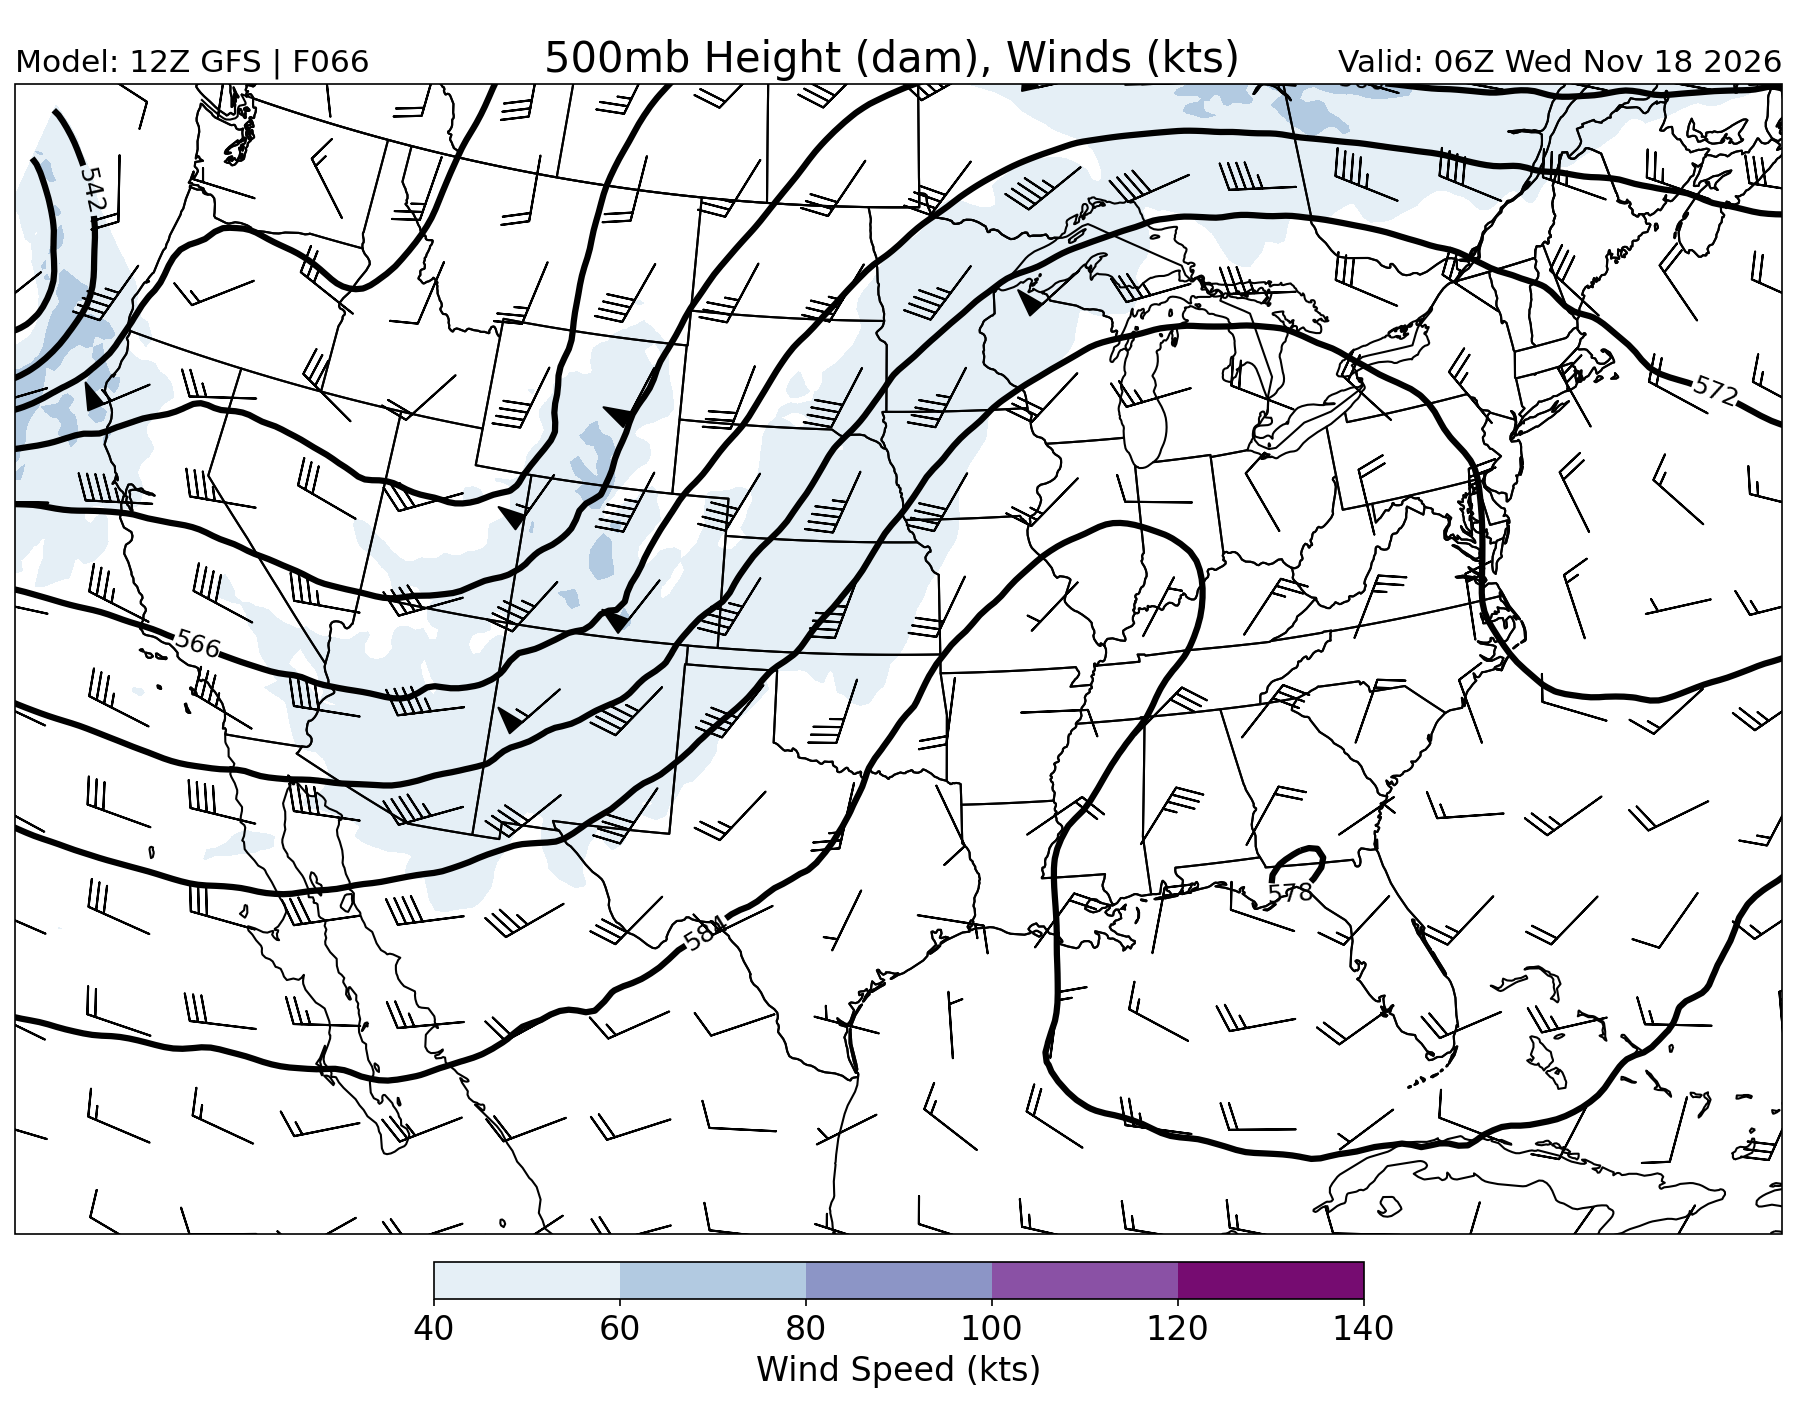 Model: 12Z GFS | F066
500mb Height (dam), Winds (kts)
Valid: 06Z Wed Nov 18 2026
542
572
566
578
584
40 60 80 100 120 140
Wind Speed (kts)